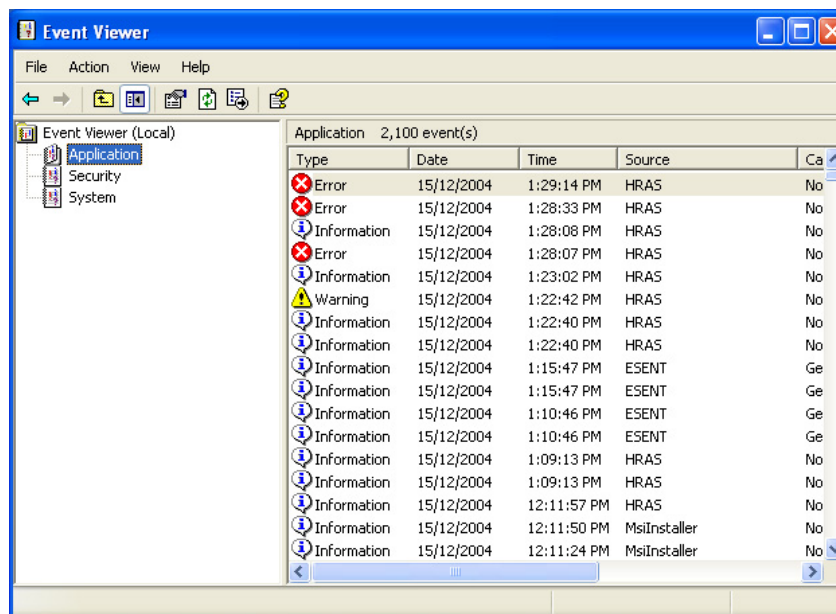 Event Viewer
File Action View Help
Event Viewer (Local)
Application
Security
System
Application 2,100 event(s)
Type Date Time Source Ca
Error 15/12/2004 1:29:14 PM HRAS No
Error 15/12/2004 1:28:33 PM HRAS No
Information 15/12/2004 1:28:08 PM HRAS No
Error 15/12/2004 1:28:07 PM HRAS No
Information 15/12/2004 1:23:02 PM HRAS No
Warning 15/12/2004 1:22:42 PM HRAS No
Information 15/12/2004 1:22:40 PM HRAS No
Information 15/12/2004 1:22:40 PM HRAS No
Information 15/12/2004 1:15:47 PM ESENT Ge
Information 15/12/2004 1:15:47 PM ESENT Ge
Information 15/12/2004 1:10:46 PM ESENT Ge
Information 15/12/2004 1:10:46 PM ESENT Ge
Information 15/12/2004 1:09:13 PM HRAS No
Information 15/12/2004 1:09:13 PM HRAS No
Information 15/12/2004 12:11:57 PM HRAS No
Information 15/12/2004 12:11:50 PM MsiInstaller No
Information 15/12/2004 12:11:24 PM MsiInstaller No